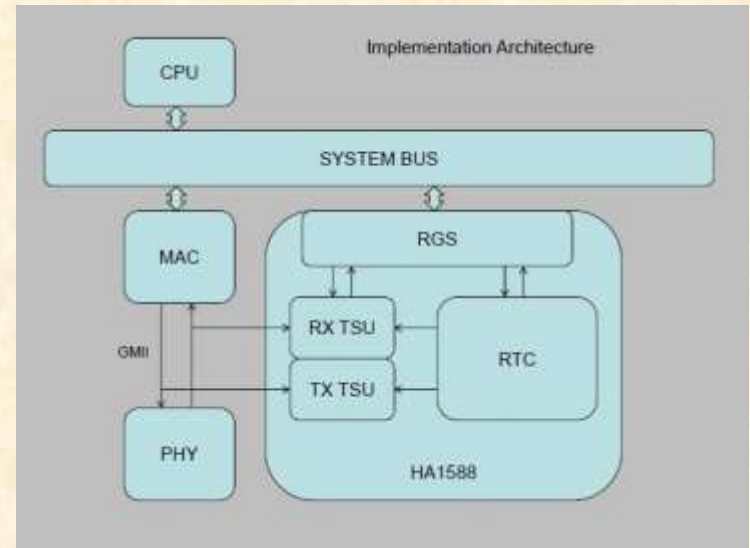 Implementation Architecture
CPU
SYSTEM BUS
MAC
RGS
RX TSU
GMII
RTC
TX TSU
PHY
HA1588